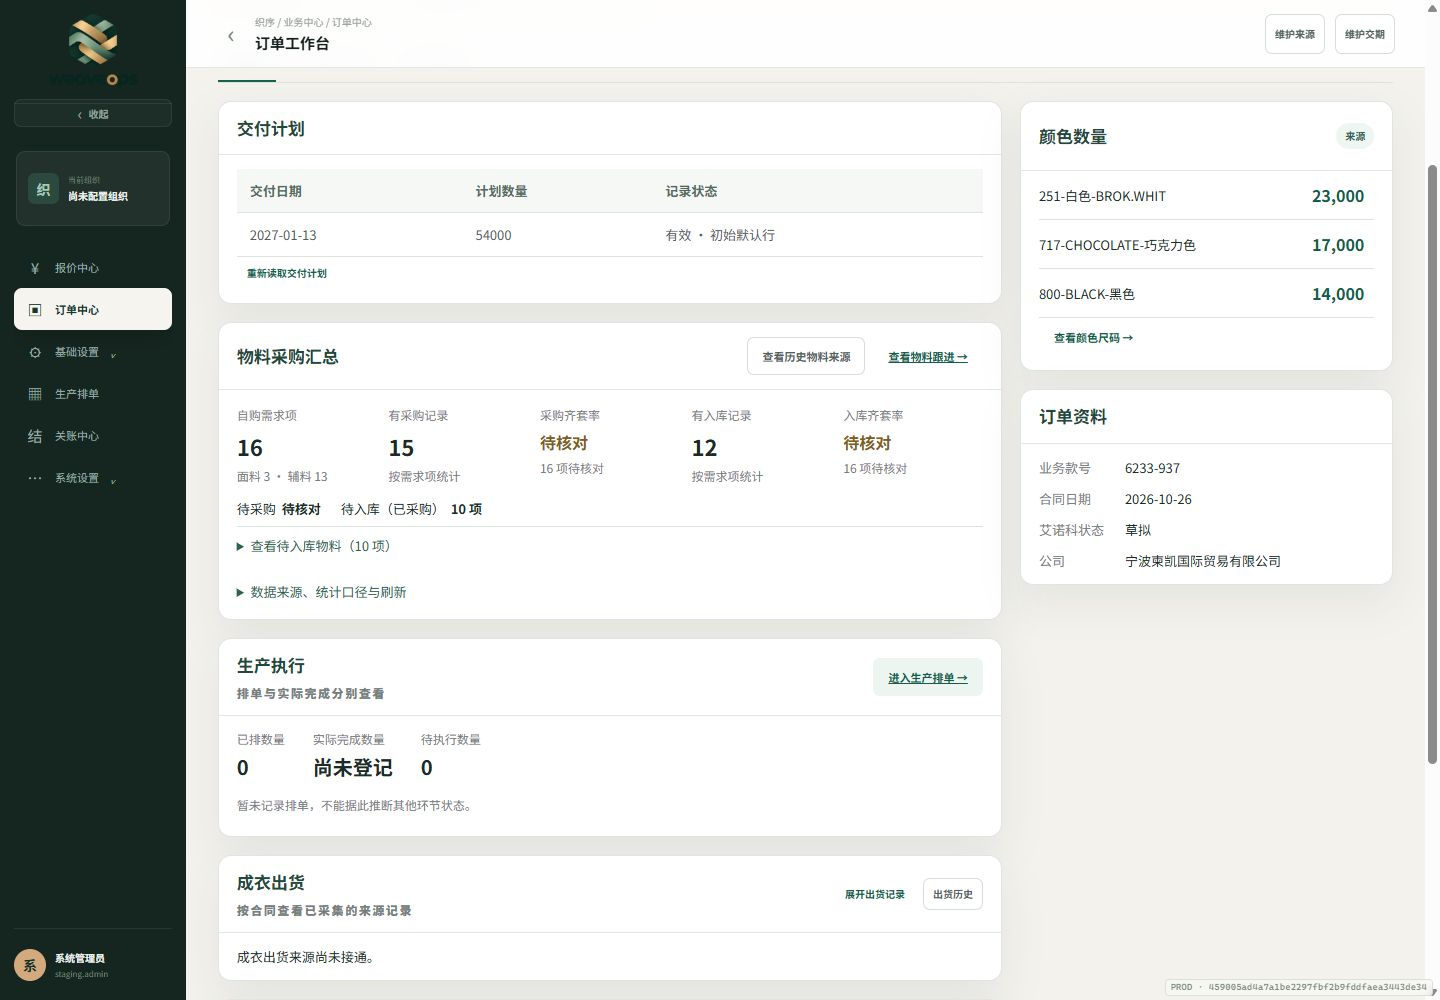 weaveops
‹ 收起
织
当前组织
尚未配置组织
¥ 报价中心
订单中心
基础设置 v
生产排单
结 关账中心
··· 系统设置 v
系
系统管理员
staging.admin
‹
织序 / 业务中心 / 订单中心
订单工作台
维护来源
维护交期
交付计划
交付日期 计划数量 记录状态
2027-01-13 54000 有效 · 初始默认行
重新读取交付计划
物料采购汇总
查看历史物料来源
查看物料跟进 →
自购需求项 有采购记录 采购齐套率 有入库记录 入库齐套率
16 15 待核对 12 待核对
面料 3 · 辅料 13 按需求项统计 16 项待核对 按需求项统计 16 项待核对
待采购 待核对 待入库（已采购） 10 项
▶ 查看待入库物料（10 项）
▶ 数据来源、统计口径与刷新
生产执行
排单与实际完成分别查看
进入生产排单 →
已排数量 实际完成数量 待执行数量
0 尚未登记 0
暂未记录排单，不能据此推断其他环节状态。
成衣出货
按合同查看已采集的来源记录
展开出货记录
出货历史
成衣出货来源尚未接通。
颜色数量
来源
251-白色-BROK.WHIT 23,000
717-CHOCOLATE-巧克力色 17,000
800-BLACK-黑色 14,000
查看颜色尺码 →
订单资料
业务款号 6233-937
合同日期 2026-10-26
艾诺科状态 草拟
公司 宁波柬凯国际贸易有限公司
PROD · 459005ad4a7a1be2297fbf2b9fddfaea3443de34